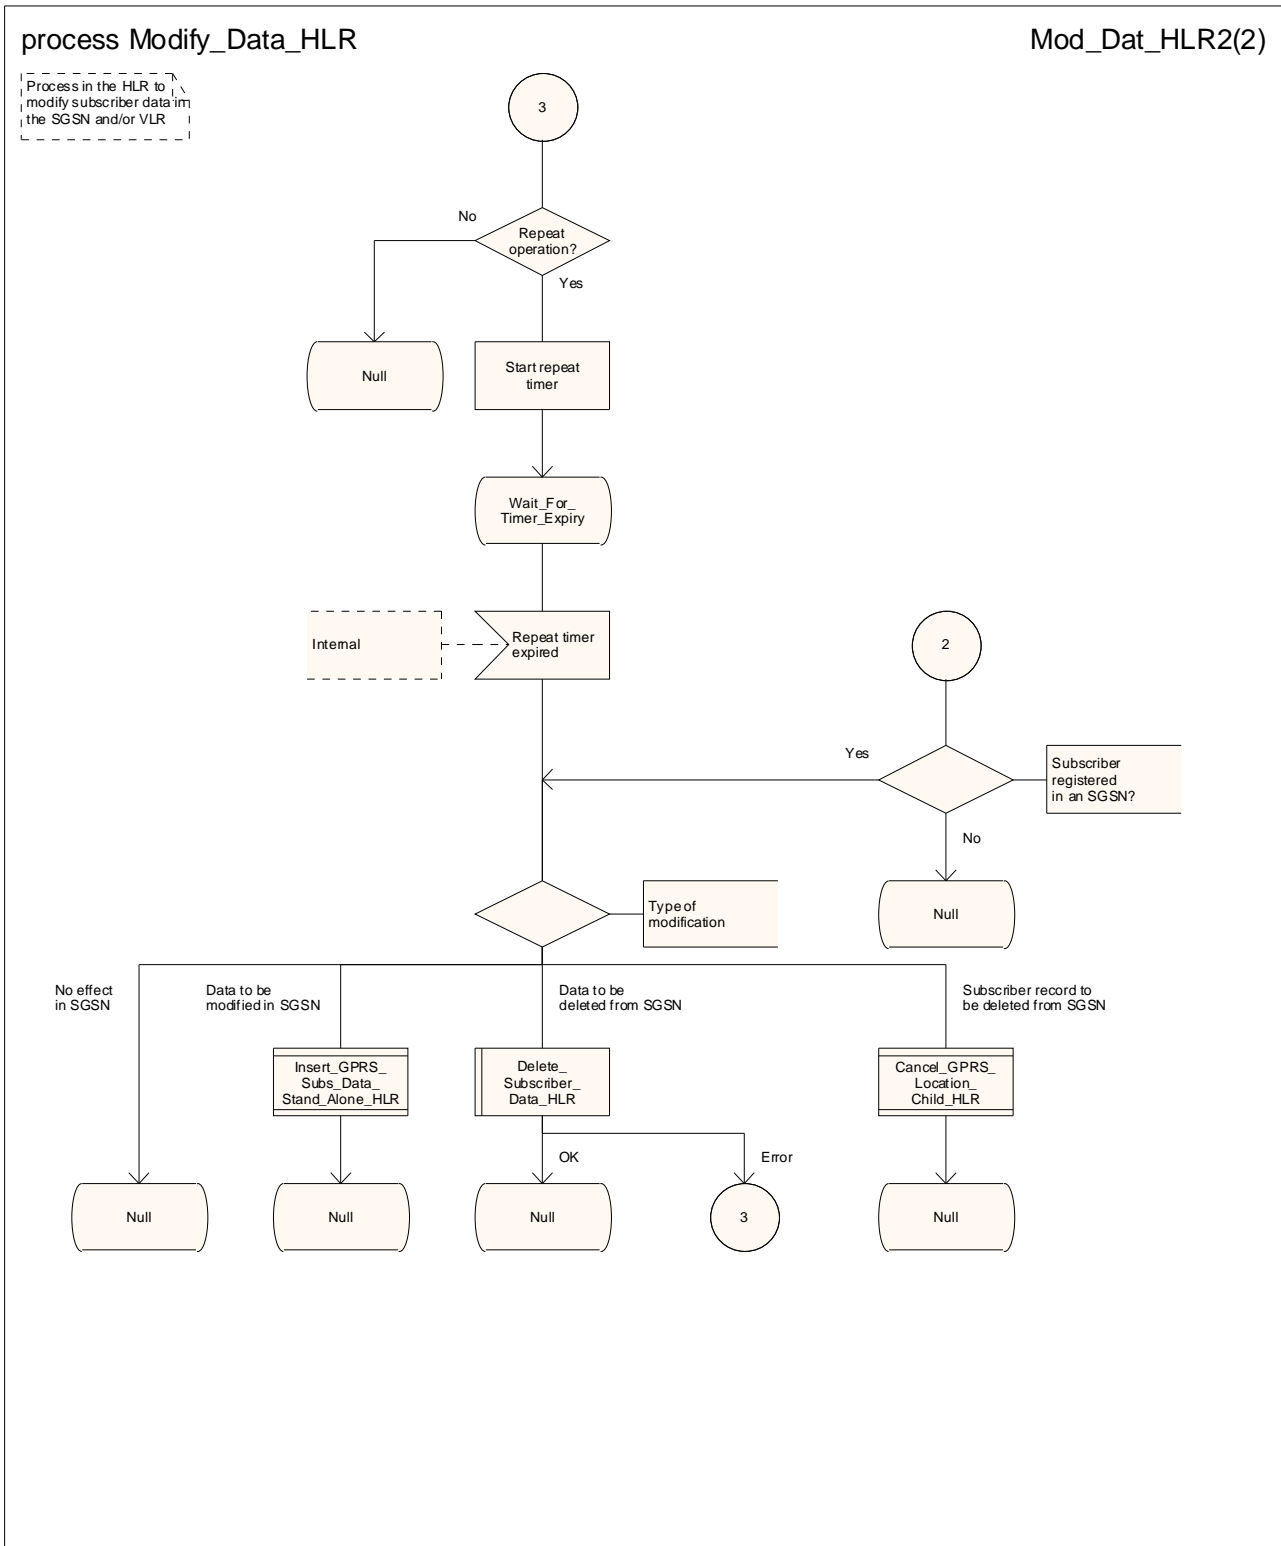 process Modify_Data_HLR
Mod_Dat_HLR2(2)
Process in the HLR to
modify subscriber data in
the SGSN and/or VLR
3
No
Repeat
operation?
Yes
Null
Start repeat
timer
Wait_For_
Timer_Expiry
Internal
Repeat timer
expired
2
Yes
Subscriber
registered
in an SGSN?
No
Type of
modification
Null
No effect
in SGSN
Data to be
modified in SGSN
Data to be
deleted from SGSN
Subscriber record to
be deleted from SGSN
Insert_GPRS_
Subs_Data_
Stand_Alone_HLR
Delete_
Subscriber_
Data_HLR
Cancel_GPRS_
Location_
Child_HLR
OK
Error
Null
Null
Null
3
Null